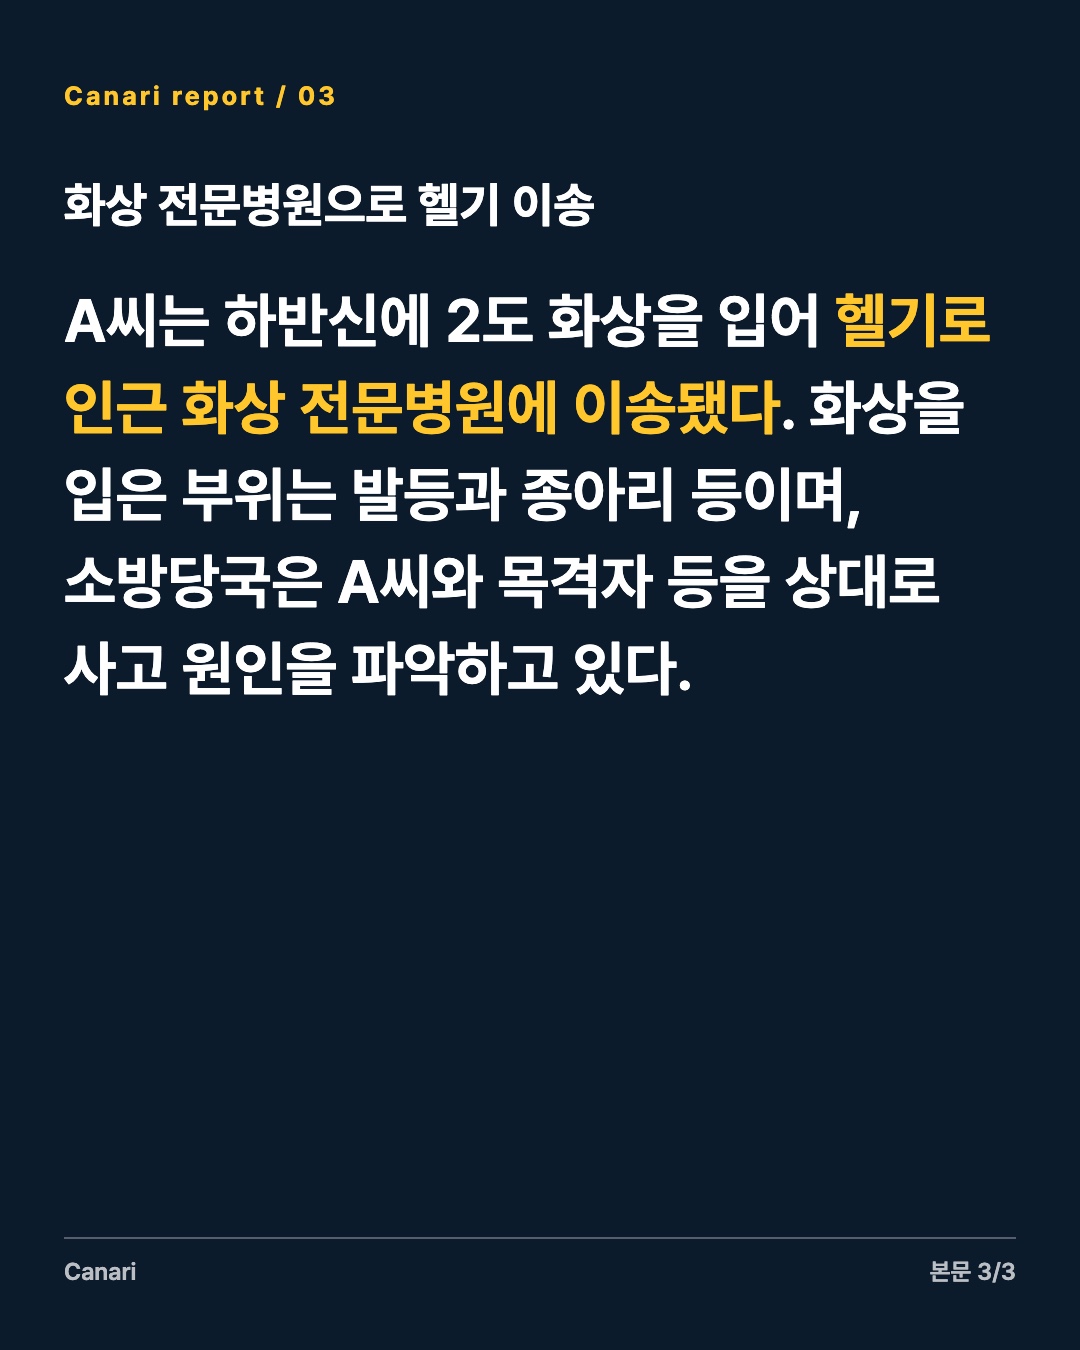 Canari report / 03
화상 전문병원으로 헬기 이송
A씨는 하반신에 2도 화상을 입어 헬기로
인근 화상 전문병원에 이송됐다. 화상을
입은 부위는 발등과 종아리 등이며,
소방당국은 A씨와 목격자 등을 상대로
사고 원인을 파악하고 있다.
Canari
본문 3/3